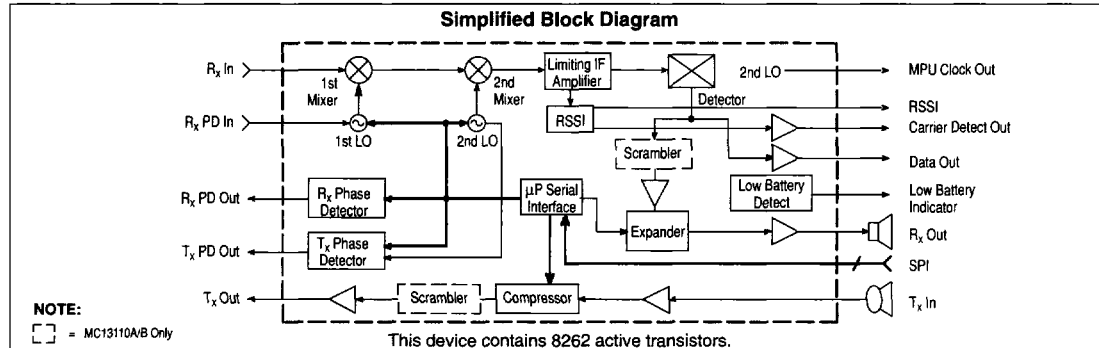 Simplified Block Diagram
Rx In
1st
Mixer
2nd
Mixer
Limiting IF
Amplifier
2nd LO
MPU Clock Out
Detector
RSSI
RSSI
Rx PD In
1st LO
2nd LO
Carrier Detect Out
Scrambler
Data Out
Rx PD Out
Rx Phase
Detector
µP Serial
Interface
Low Battery
Detect
Low Battery
Indicator
Expander
Rx Out
Tx PD Out
Tx Phase
Detector
SPI
Tx Out
Scrambler
Compressor
Tx In
NOTE:
= MC13110A/B Only
This device contains 8262 active transistors.